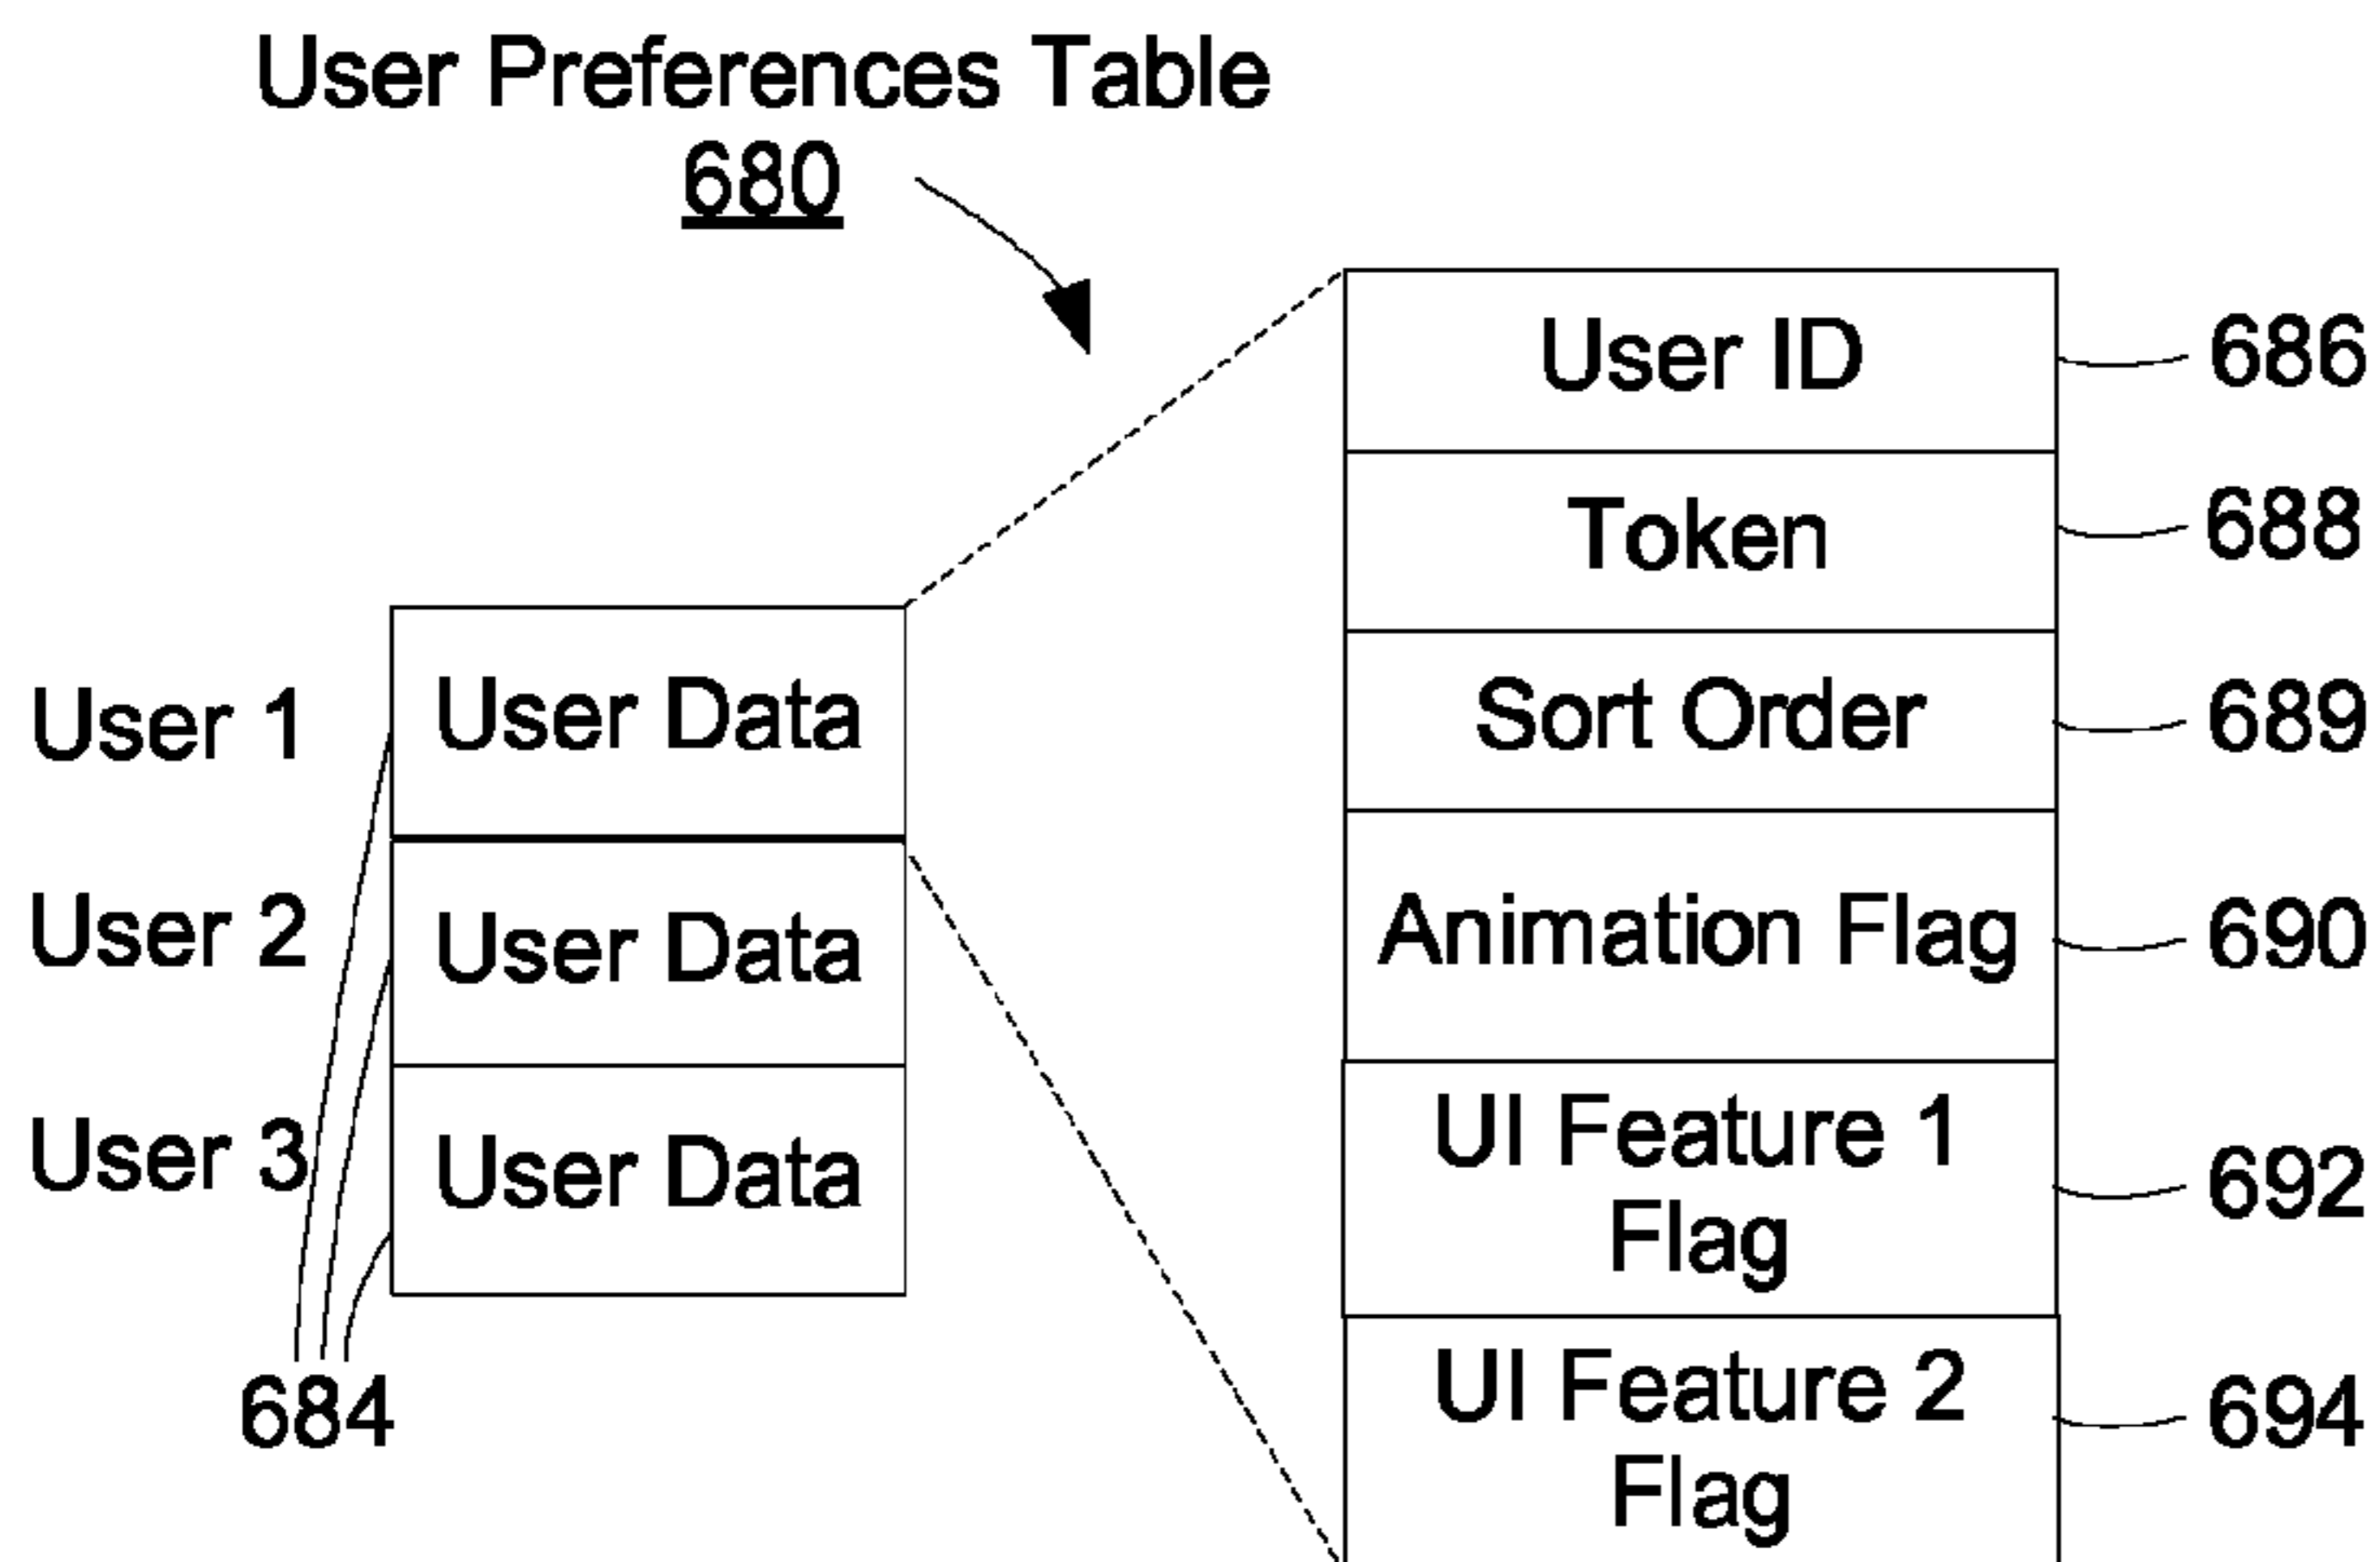 User Preferences Table
680
User 1
User Data
User 2
User Data
User 3
User Data
684
User ID
686
Token
688
Sort Order
689
Animation Flag
690
UI Feature 1
Flag
692
UI Feature 2
Flag
694